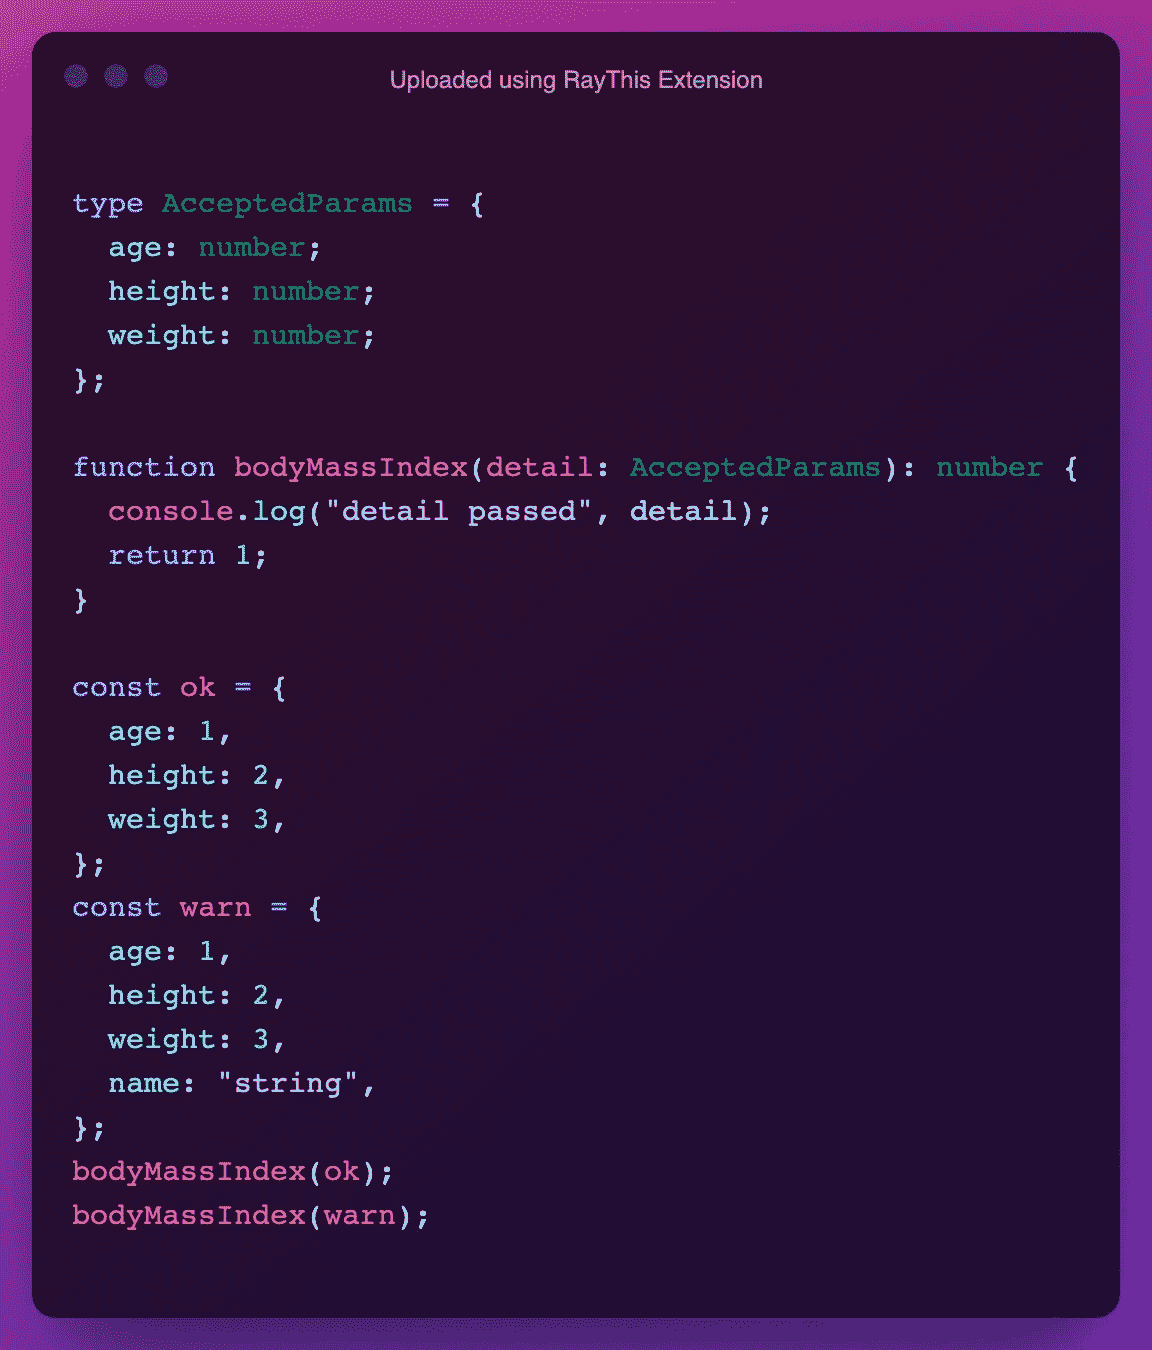 Uploaded using RayThis Extension
type AcceptedParams = {
  age: number;
  height: number;
  weight: number;
};
function bodyMassIndex(detail: AcceptedParams): number {
  console.log("detail passed", detail);
  return 1;
}
const ok = {
  age: 1,
  height: 2,
  weight: 3,
};
const warn = {
  age: 1,
  height: 2,
  weight: 3,
  name: "string",
};
bodyMassIndex(ok);
bodyMassIndex(warn);